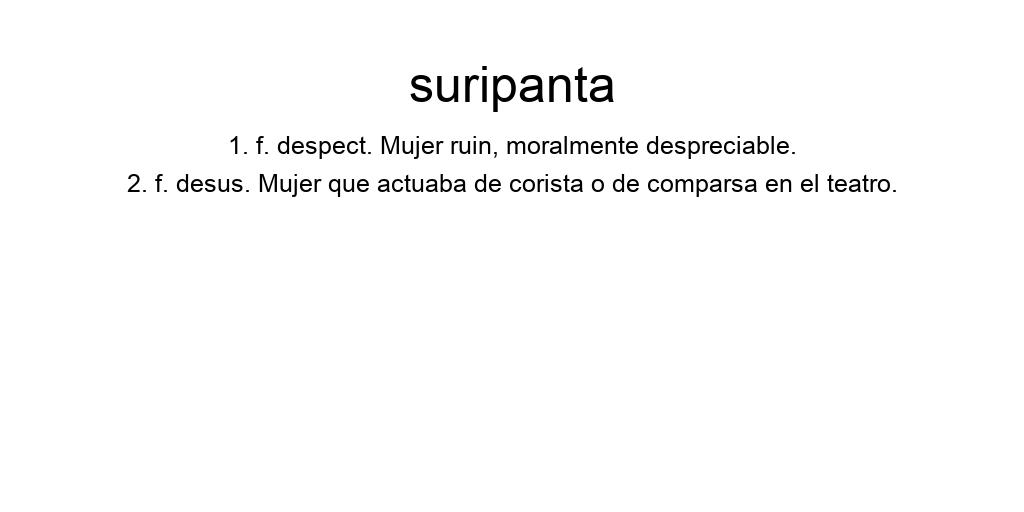 suripanta
1. f. despect. Mujer ruin, moralmente despreciable.
2. f. desus. Mujer que actuaba de corista o de comparsa en el teatro.